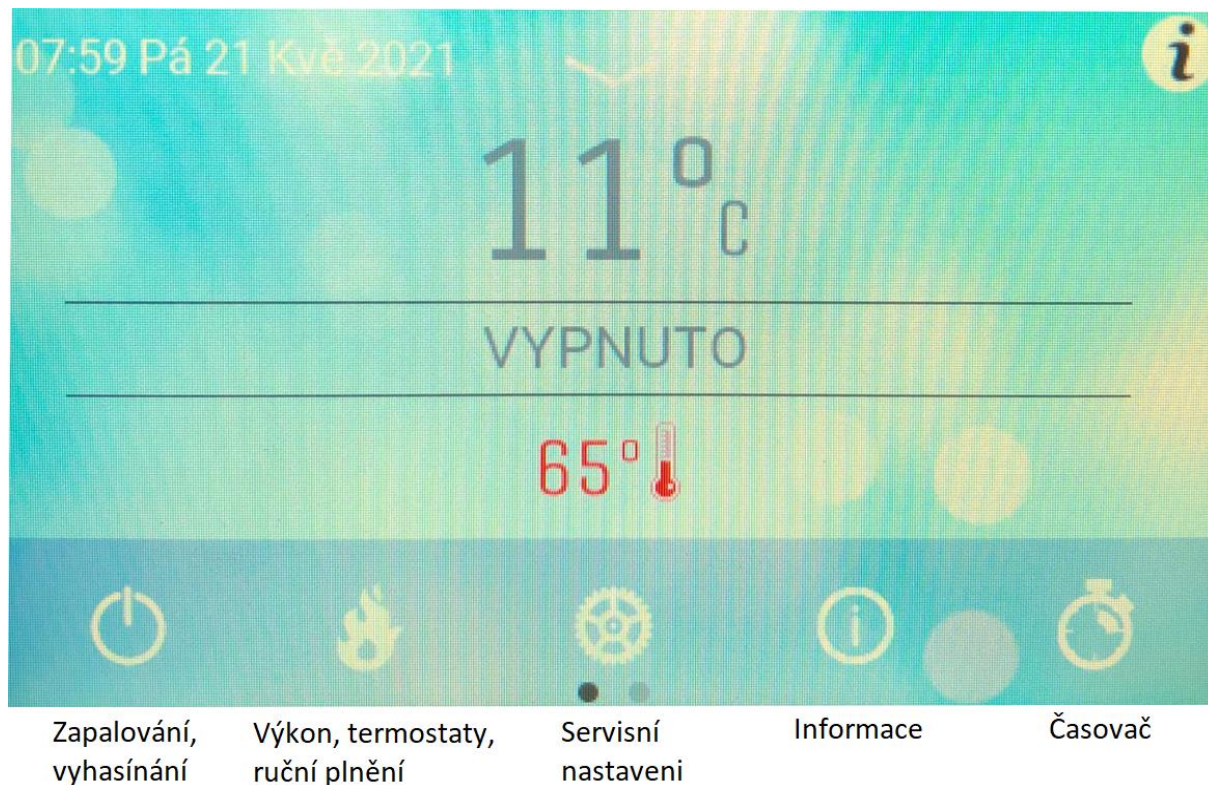 07:59 Pá 21 Kvě 2021
i
11°C
VYPNUTO
65°
Zapalování,
vyhasínání
Výkon, termostaty,
ruční plnění
Servisní
nastaveni
Informace
Časovač